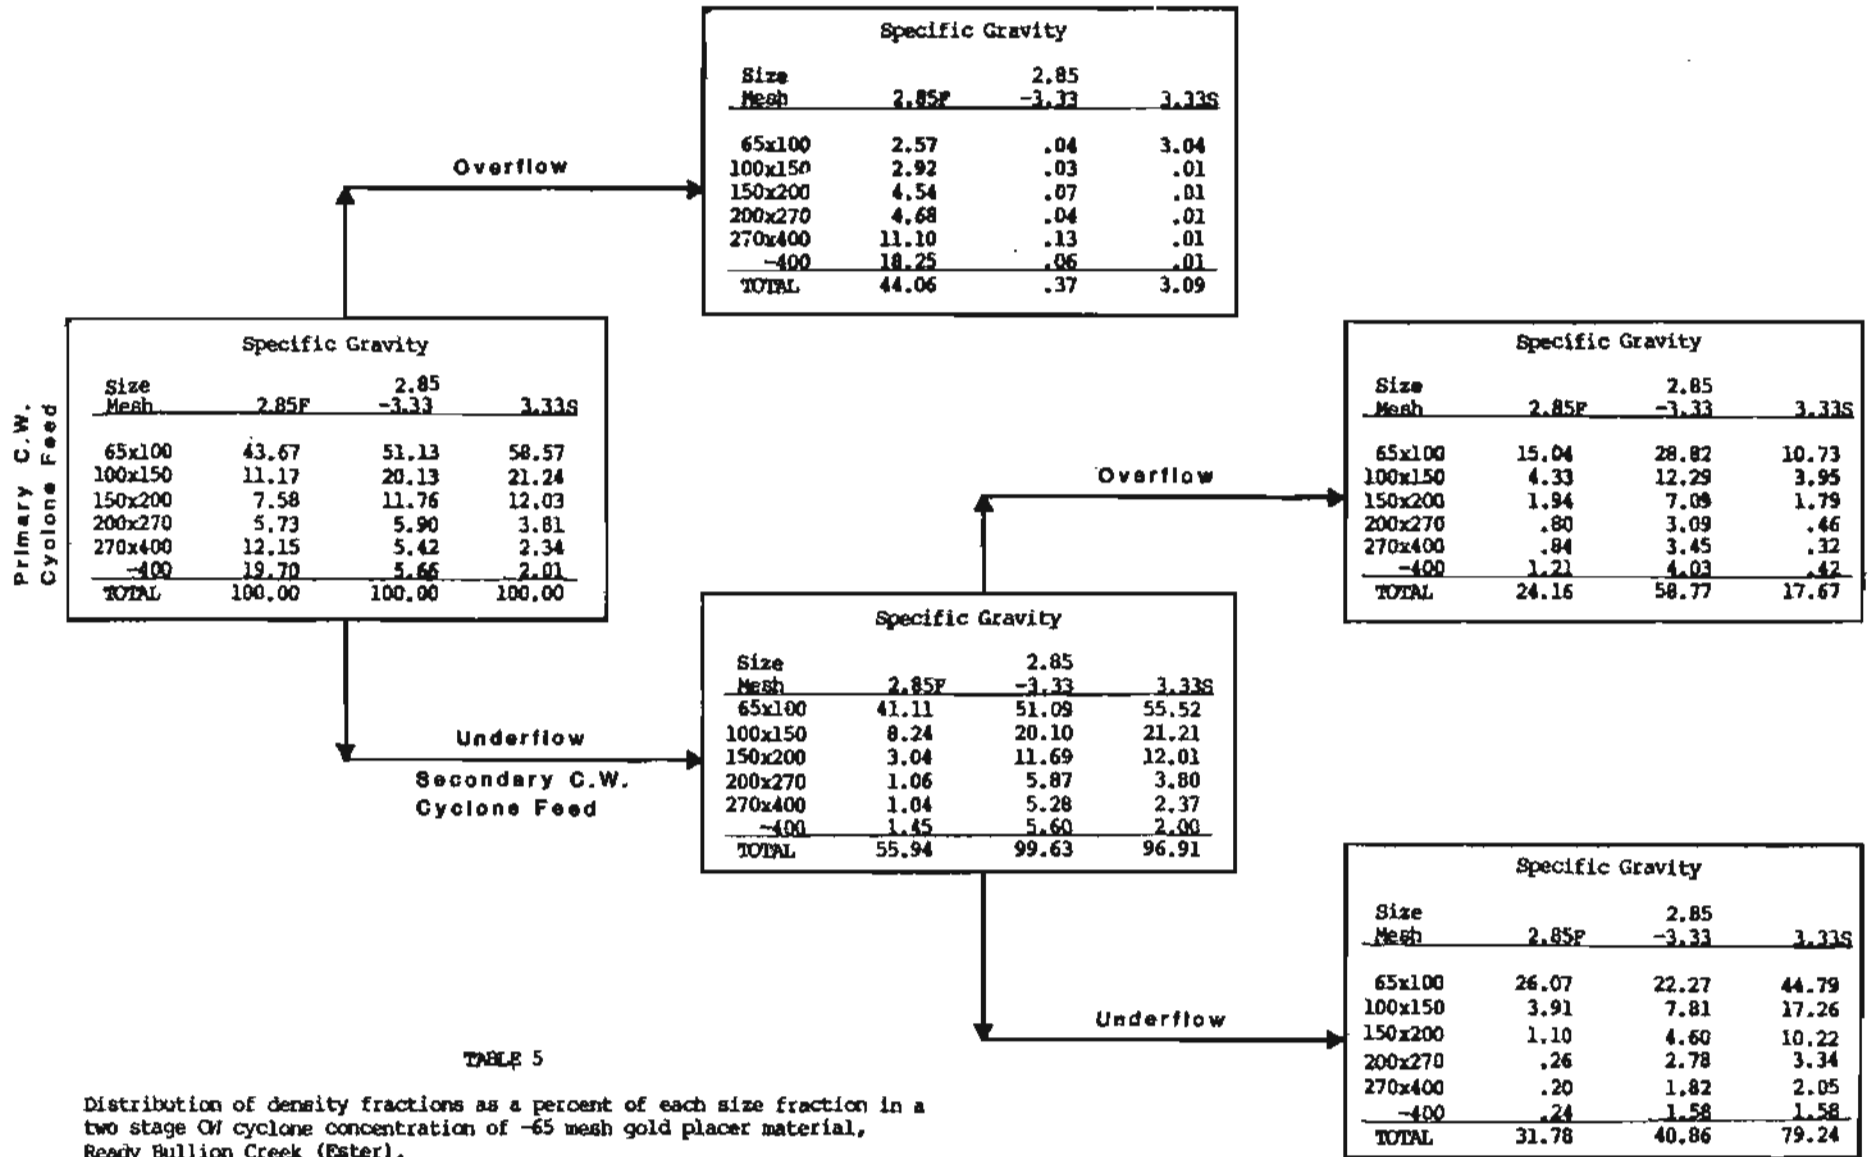 Specific Gravity
Size 2.85
Mesh 2.85F -3.33 3.33S
65x100 2.57 .04 3.04
100x150 2.92 .03 .01
150x200 4.54 .07 .01
200x270 4.68 .04 .01
270x400 11.10 .13 .01
-400 18.25 .06 .01
TOTAL 44.06 .37 3.09
Overflow
Primary C.W.
Cyclone Feed
Specific Gravity
Size 2.85
Mesh 2.85F -3.33 3.33S
65x100 43.67 51.13 58.57
100x150 11.17 20.13 21.24
150x200 7.58 11.76 12.03
200x270 5.73 5.90 3.81
270x400 12.15 5.42 2.34
-400 19.70 5.66 2.01
TOTAL 100.00 100.00 100.00
Underflow
Secondary C.W.
Cyclone Feed
Specific Gravity
Size 2.85
Mesh 2.85F -3.33 3.33S
65x100 41.11 51.09 55.52
100x150 8.24 20.10 21.21
150x200 3.04 11.69 12.01
200x270 1.06 5.87 3.80
270x400 1.04 5.28 2.37
-400 1.45 5.60 2.00
TOTAL 55.94 99.63 96.91
Overflow
Specific Gravity
Size 2.85
Mesh 2.85F -3.33 3.33S
65x100 15.04 28.82 10.73
100x150 4.33 12.29 3.95
150x200 1.94 7.09 1.79
200x270 .80 3.09 .46
270x400 .84 3.45 .32
-400 1.21 4.03 .42
TOTAL 24.16 58.77 17.67
Underflow
Specific Gravity
Size 2.85
Mesh 2.85F -3.33 3.33S
65x100 26.07 22.27 44.79
100x150 3.91 7.81 17.26
150x200 1.10 4.60 10.22
200x270 .26 2.78 3.34
270x400 .20 1.82 2.05
-400 .24 1.58 1.58
TOTAL 31.78 40.86 79.24
TABLE 5
Distribution of density fractions as a percent of each size fraction in a
two stage CW cyclone concentration of -65 mesh gold placer material,
Ready Bullion Creek (Ester).